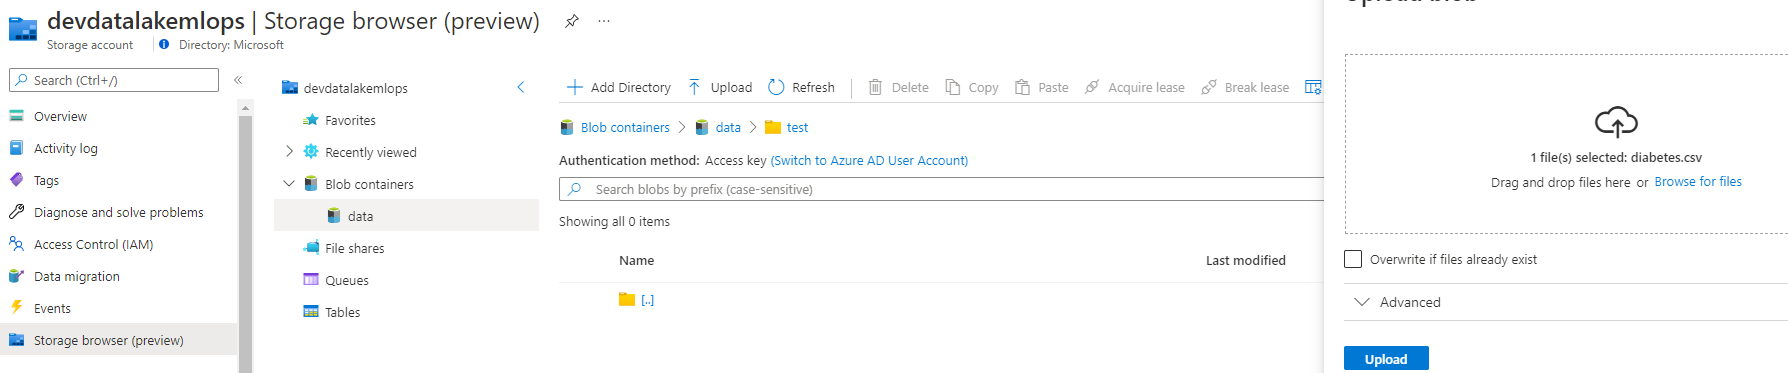 devdatalakemlops | Storage browser (preview)
Storage account
Directory: Microsoft
Search (Ctrl+/)
Overview
Activity log
Tags
Diagnose and solve problems
Access Control (IAM)
Data migration
Events
Storage browser (preview)
devdatalakemlops
Favorites
Recently viewed
Blob containers
data
File shares
Queues
Tables
Add Directory Upload Refresh Delete Copy Paste Acquire lease Break lease
Blob containers > data > test
Authentication method: Access key (Switch to Azure AD User Account)
Search blobs by prefix (case-sensitive)
Showing all 0 items
Name Last modified
[..]
Upload blob
1 file(s) selected: diabetes.csv
Drag and drop files here or Browse for files
Overwrite if files already exist
Advanced
Upload